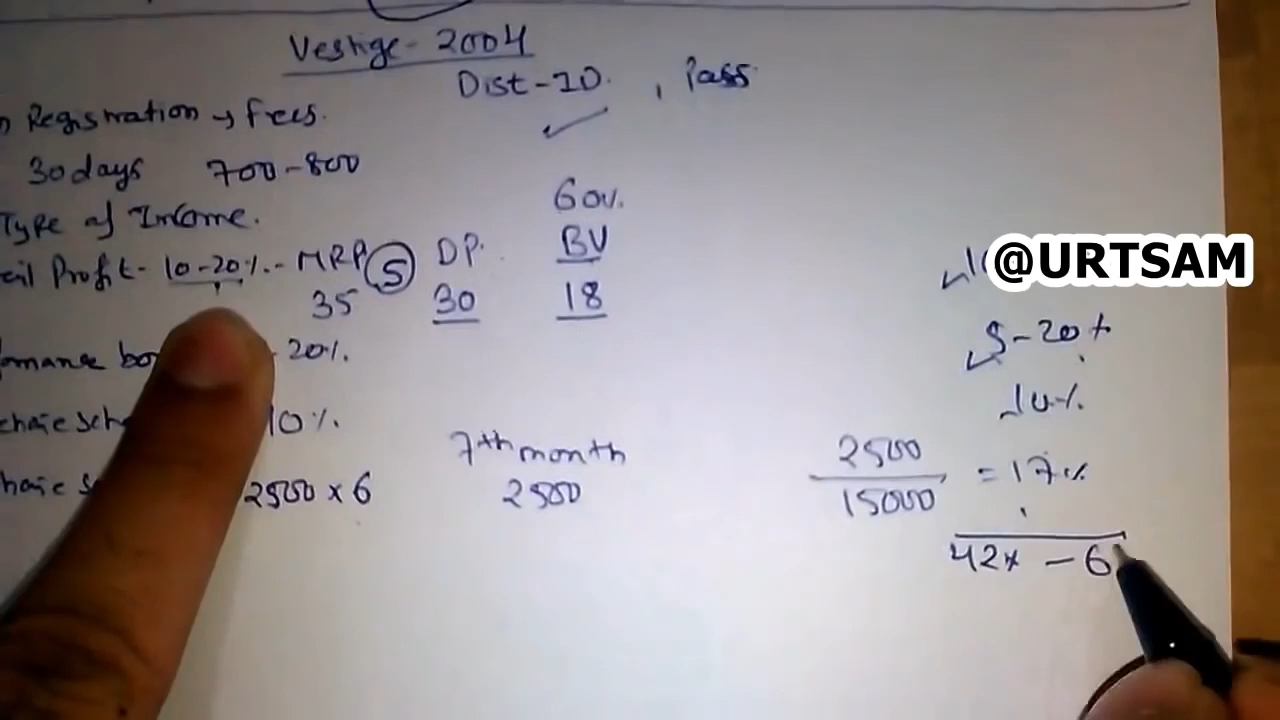 Vestige - 2004
Dist-ID. , Pass
Registration → fees.
30 days 700-800
Type of Income. 60%.
Profit - 10-20%. - MRP (5) DP. BV
35 30 18
@URTSAM
20%.
5-20%
10%
10%.
7th month
2500 × 6 2500
2500
15000 = 17%
42% - 6